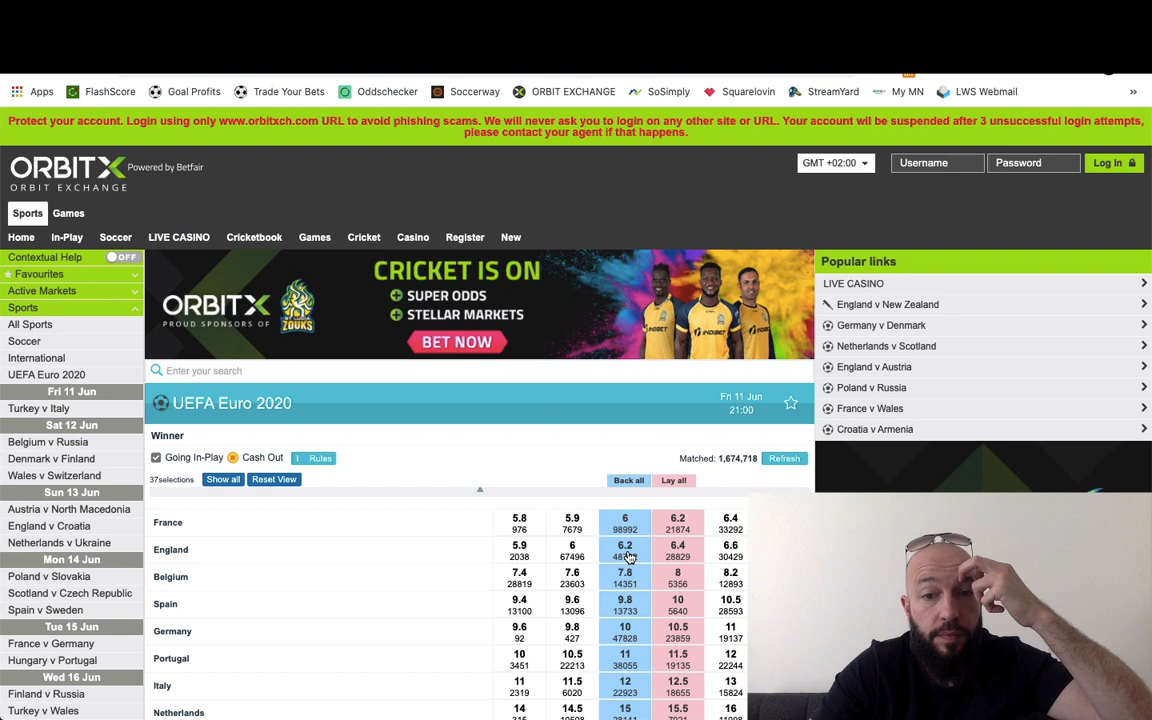 Apps FlashScore Goal Profits Trade Your Bets Oddschecker Soccerway ORBIT EXCHANGE SoSimply Squarelovin StreamYard My MN LWS Webmail »
Protect your account. Login using only www.orbitxch.com URL to avoid phishing scams. We will never ask you to login on any other site or URL. Your account wil be suspended after 3 unsuccessful login attempts,
please contact your agent if that happens.
ORBITX Powered by Betfair
ORBIT EXCHANGE
GMT +02:00 Username Password Log In
Sports Games
Home In-Play Soccer LIVE CASINO Cricketbook Games Cricket Casino Register New
Contextual Help OFF
Favourites
Active Markets
Sports
All Sports
Soccer
International
UEFA Euro 2020
Fri 11 Jun
Turkey v Italy
Sat 12 Jun
Belgium v Russia
Denmark v Finland
Wales v Switzerland
Sun 13 Jun
Austria v North Macedonia
England v Croatia
Netherlands v Ukraine
Mon 14 Jun
Poland v Slovakia
Scotland v Czech Republic
Spain v Sweden
Tue 15 Jun
France v Germany
Hungary v Portugal
Wed 16 Jun
Finland v Russia
Turkey v Wales
ORBITX
PROUD SPONSORS OF
ZOUKS
CRICKET IS ON
SUPER ODDS
STELLAR MARKETS
BET NOW
Enter your search
UEFA Euro 2020
Fri 11 Jun
21:00
Winner
Going In-Play Cash Out i Rules
Matched: 1,674,718 Refresh
37selections Show all Reset View
Back all Lay all
France 5.8 5.9 6 6.2 6.4
976 7679 98992 21874 33292
England 5.9 6 6.2 6.4 6.6
2038 67496 28829 30429
Belgium 7.4 7.6 7.8 8 8.2
28819 23603 14351 5356 12893
Spain 9.4 9.6 9.8 10 10.5
13100 13096 13733 5640 28593
Germany 9.6 9.8 10 10.5 11
92 427 47828 23859 19137
Portugal 10 10.5 11 11.5 12
3451 22213 38055 19135 22244
Italy 11 11.5 12 12.5 13
2319 6020 22923 18655 15824
Netherlands 14 14.5 15 15.5 16
Popular links
LIVE CASINO
England v New Zealand
Germany v Denmark
Netherlands v Scotland
England v Austria
Poland v Russia
France v Wales
Croatia v Armenia